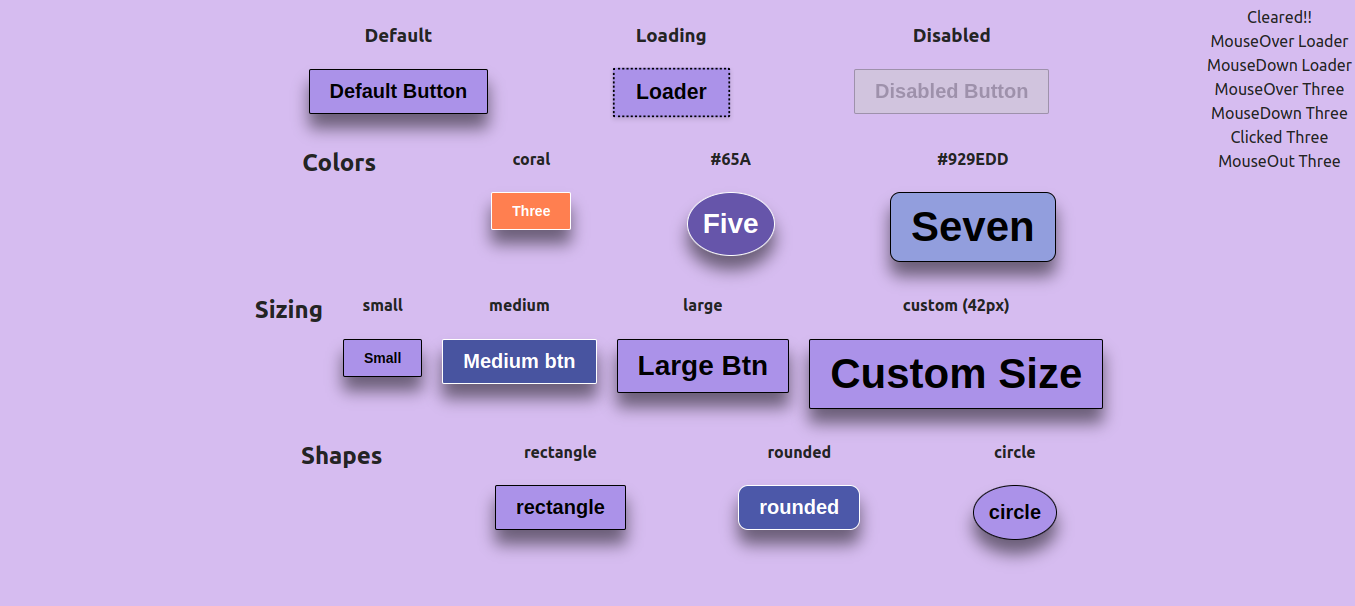 Default Loading Disabled
Default Button Loader Disabled Button
Colors coral #65A #929EDD
Three Five Seven
Sizing small medium large custom (42px)
Small Medium btn Large Btn Custom Size
Shapes rectangle rounded circle
rectangle rounded circle
Cleared!!
MouseOver Loader
MouseDown Loader
MouseOver Three
MouseDown Three
Clicked Three
MouseOut Three